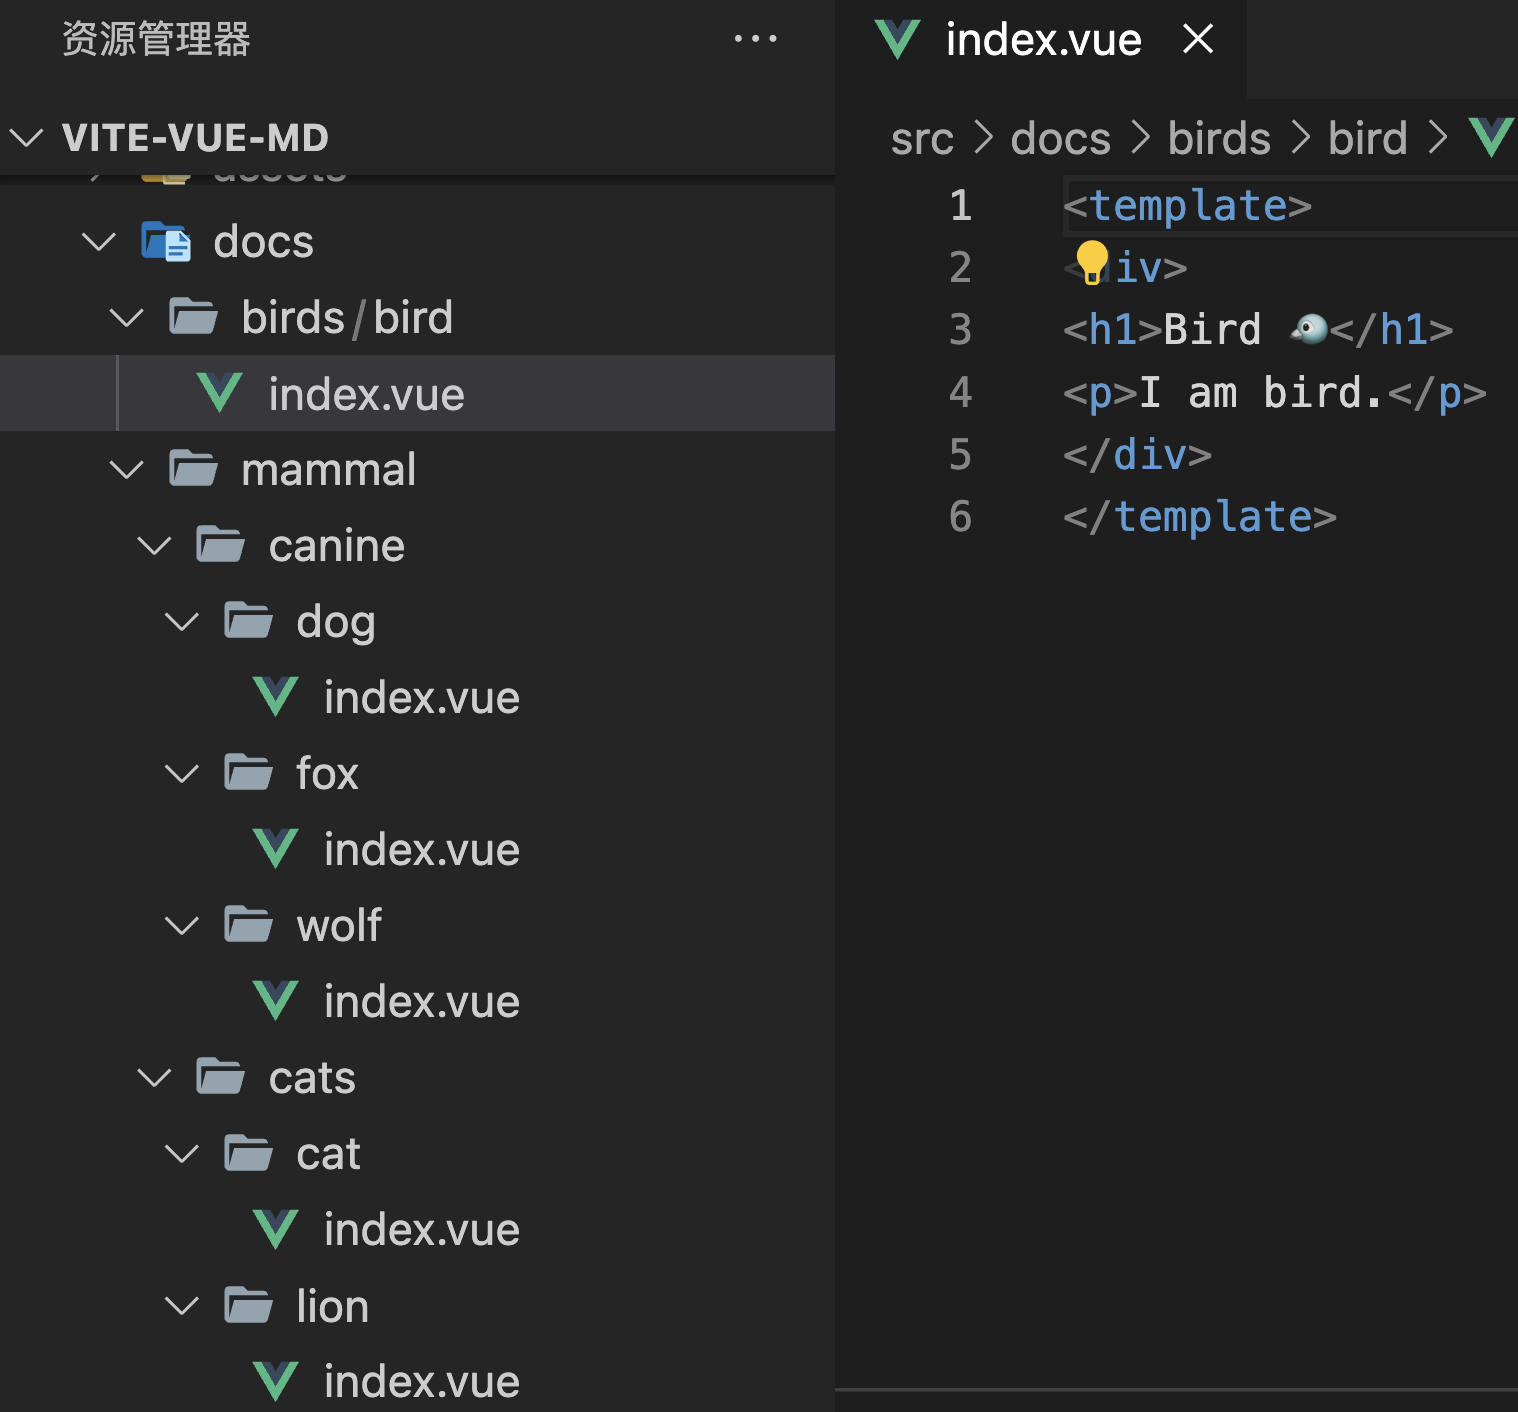 资源管理器
VITE-VUE-MD
assets
docs
birds/bird
index.vue
mammal
canine
dog
index.vue
fox
index.vue
wolf
index.vue
cats
cat
index.vue
lion
index.vue
index.vue
src > docs > birds > bird >
1 <template>
2 <div>
3 <h1>Bird 🐦</h1>
4 <p>I am bird.</p>
5 </div>
6 </template>